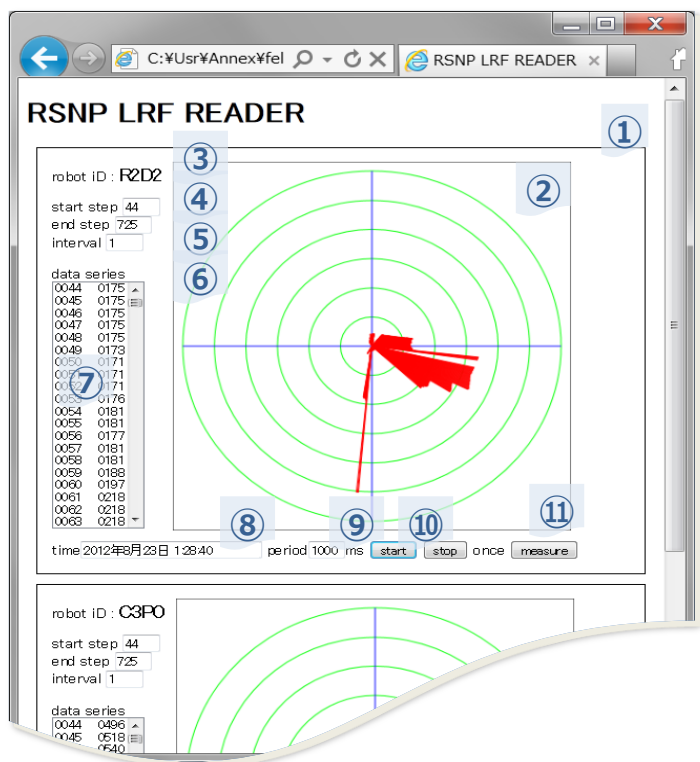 C:¥Usr¥Annex¥fel
RSNP LRF READER
RSNP LRF READER
①
③
robot iD : R2D2
②
④
start step 44
end step 725
⑤
interval 1
⑥
data series
0044 0175
0045 0175
0046 0175
0047 0175
0048 0175
0049 0173
0050 0171
0171
⑦
0171
0176
0054 0181
0055 0181
0056 0177
0057 0181
0058 0181
0059 0188
0060 0197
0061 0218
0062 0218
0063 0218
⑧ ⑨ ⑩ ⑪
time 2012年8月23日 1:28:40 period 1000 ms start stop once measure
robot iD : C3PO
start step 44
end step 725
interval 1
data series
0044 0496
0045 0518
0540